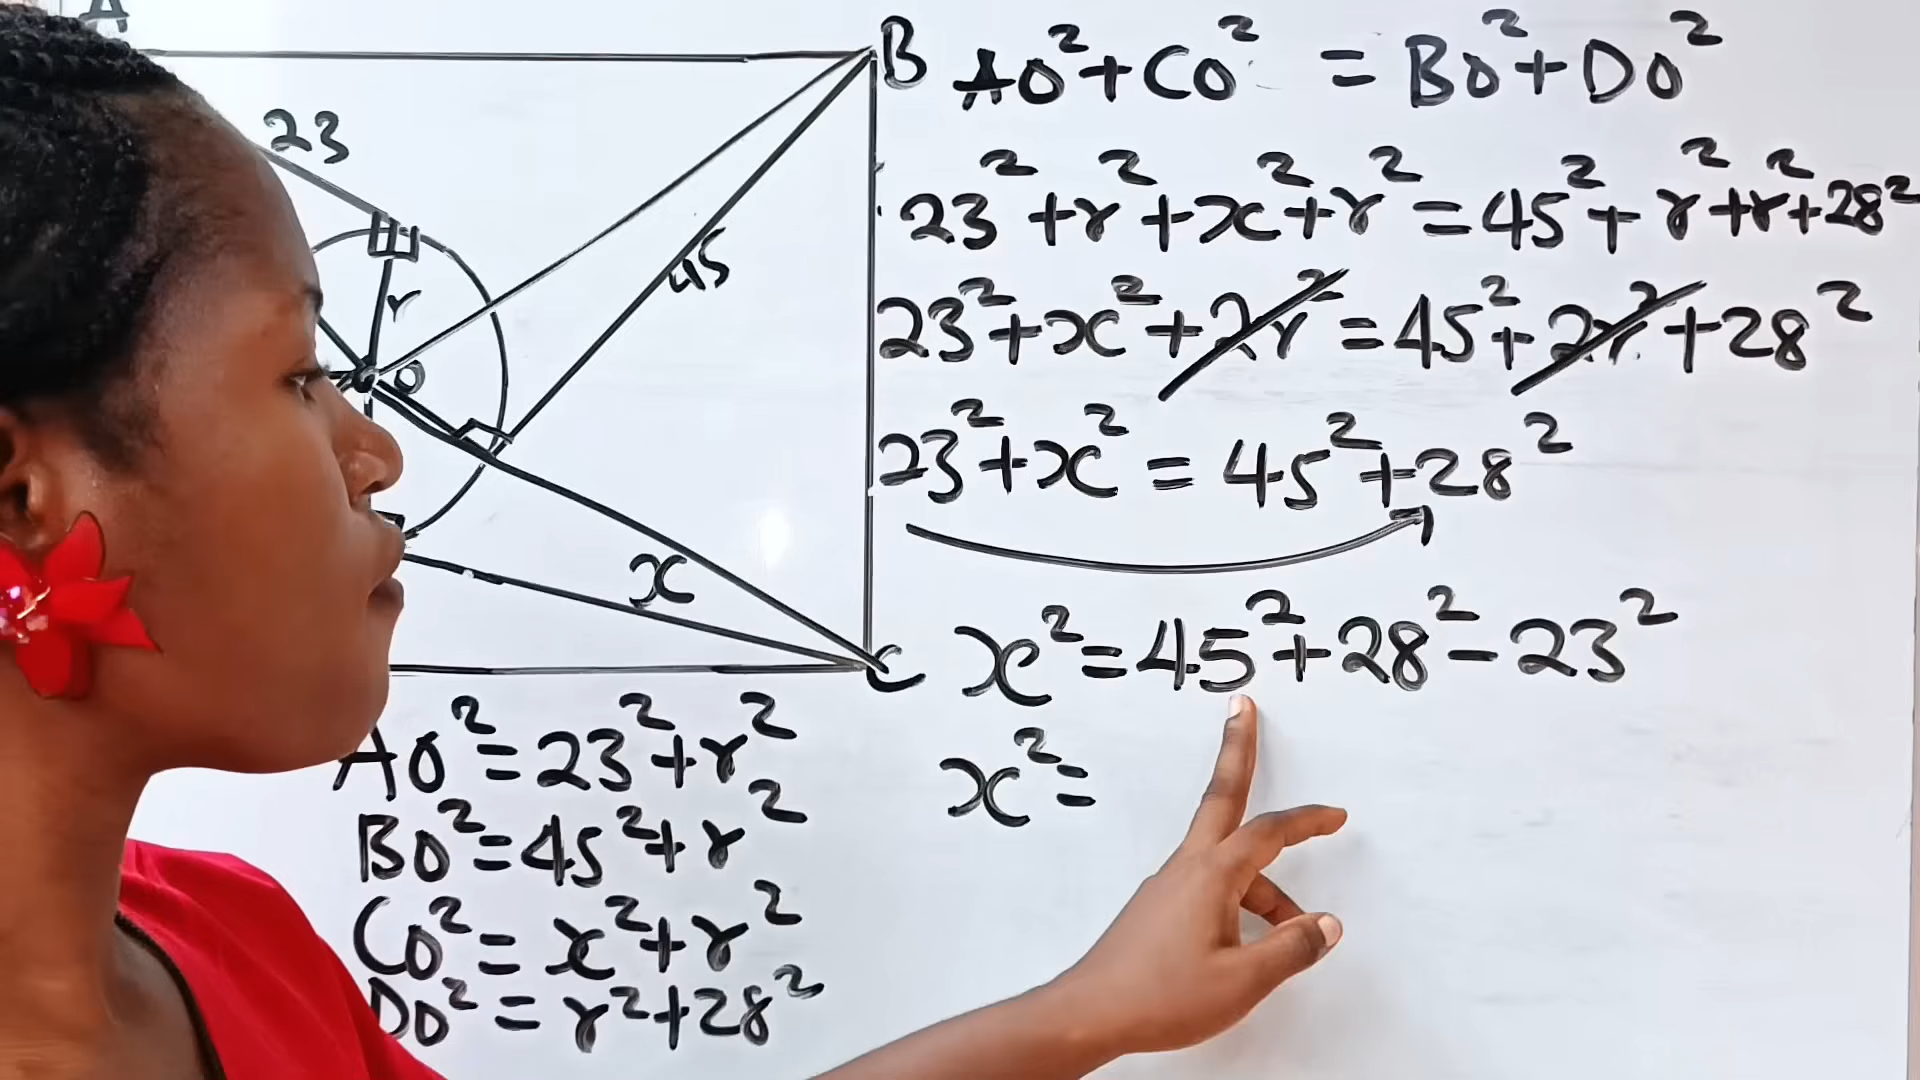 A
B
23
45
r
O
x
C
AO²+CO² = BO²+DO²
23²+r²+x²+r²=45²+r²+r²+28²
23²+x²+2r²=45²+2r²+28²
23²+x²=45²+28²
x²=45²+28²-23²
x²=
AO²=23²+r²
BO²=45²+r²
CO²=x²+r²
DO²=r²+28²